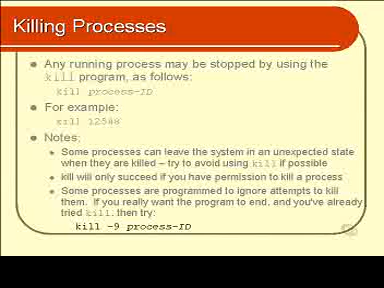 Killing Processes
Any running process may be stopped by using the
kill program, as follows:
kill process-ID
For example:
kill 12588
Notes:
Some processes can leave the system in an unexpected state
when they are killed – try to avoid using kill if possible
kill will only succeed if you have permission to kill a process
Some processes are programmed to ignore attempts to kill
them. If you really want the program to end, and you've already
tried kill, then try:
kill -9 process-ID